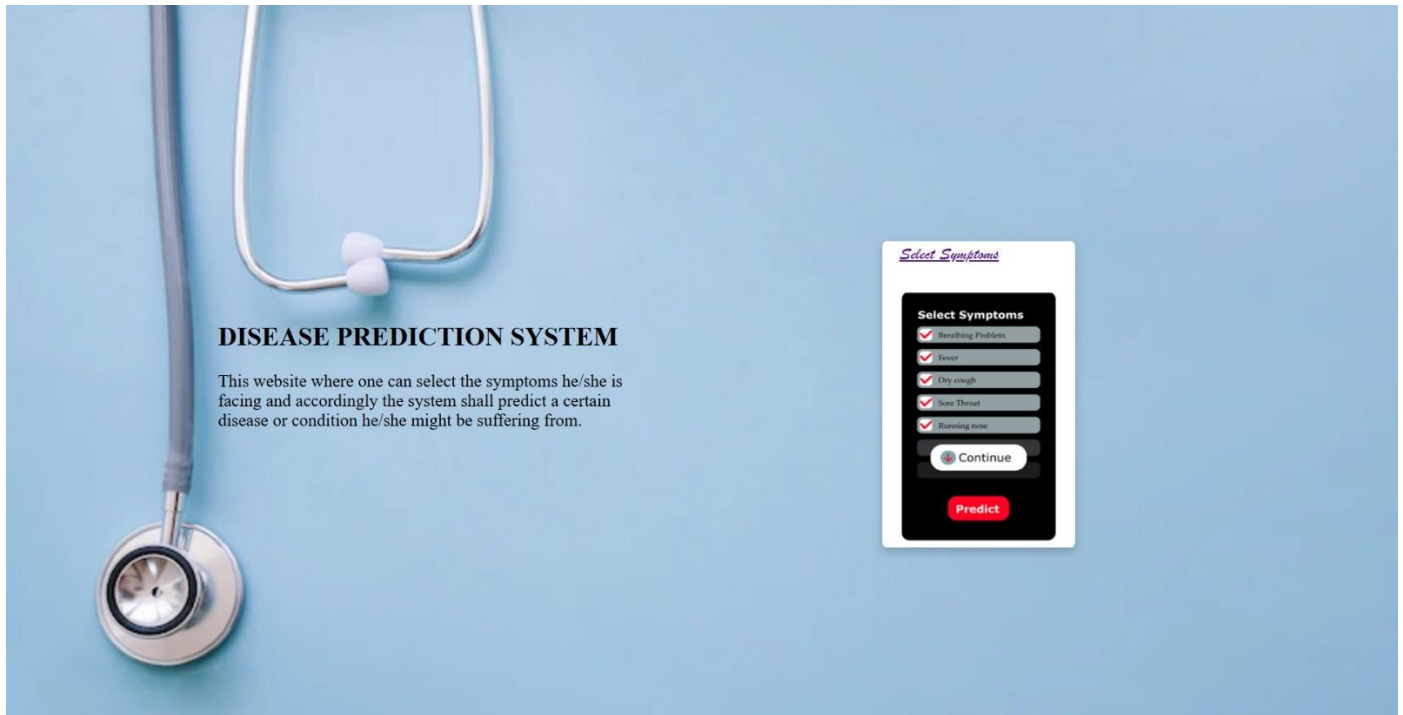 DISEASE PREDICTION SYSTEM
This website where one can select the symptoms he/she is
facing and accordingly the system shall predict a certain
disease or condition he/she might be suffering from.
Select Symptoms
Select Symptoms
Breathing Problem
Fever
Dry cough
Sore Throat
Running nose
Continue
Predict